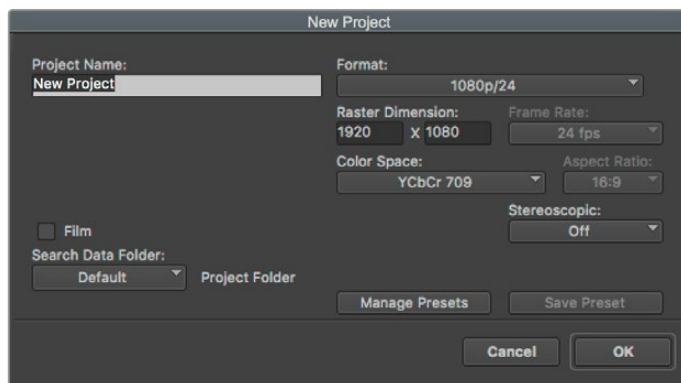 New Project
Project Name:
New Project
Format:
1080p/24
Raster Dimension:
Frame Rate:
1920 X 1080
24 fps
Color Space:
Aspect Ratio:
YCbCr 709
16:9
Stereoscopic:
Off
Film
Search Data Folder:
Default
Project Folder
Manage Presets
Save Preset
Cancel
OK